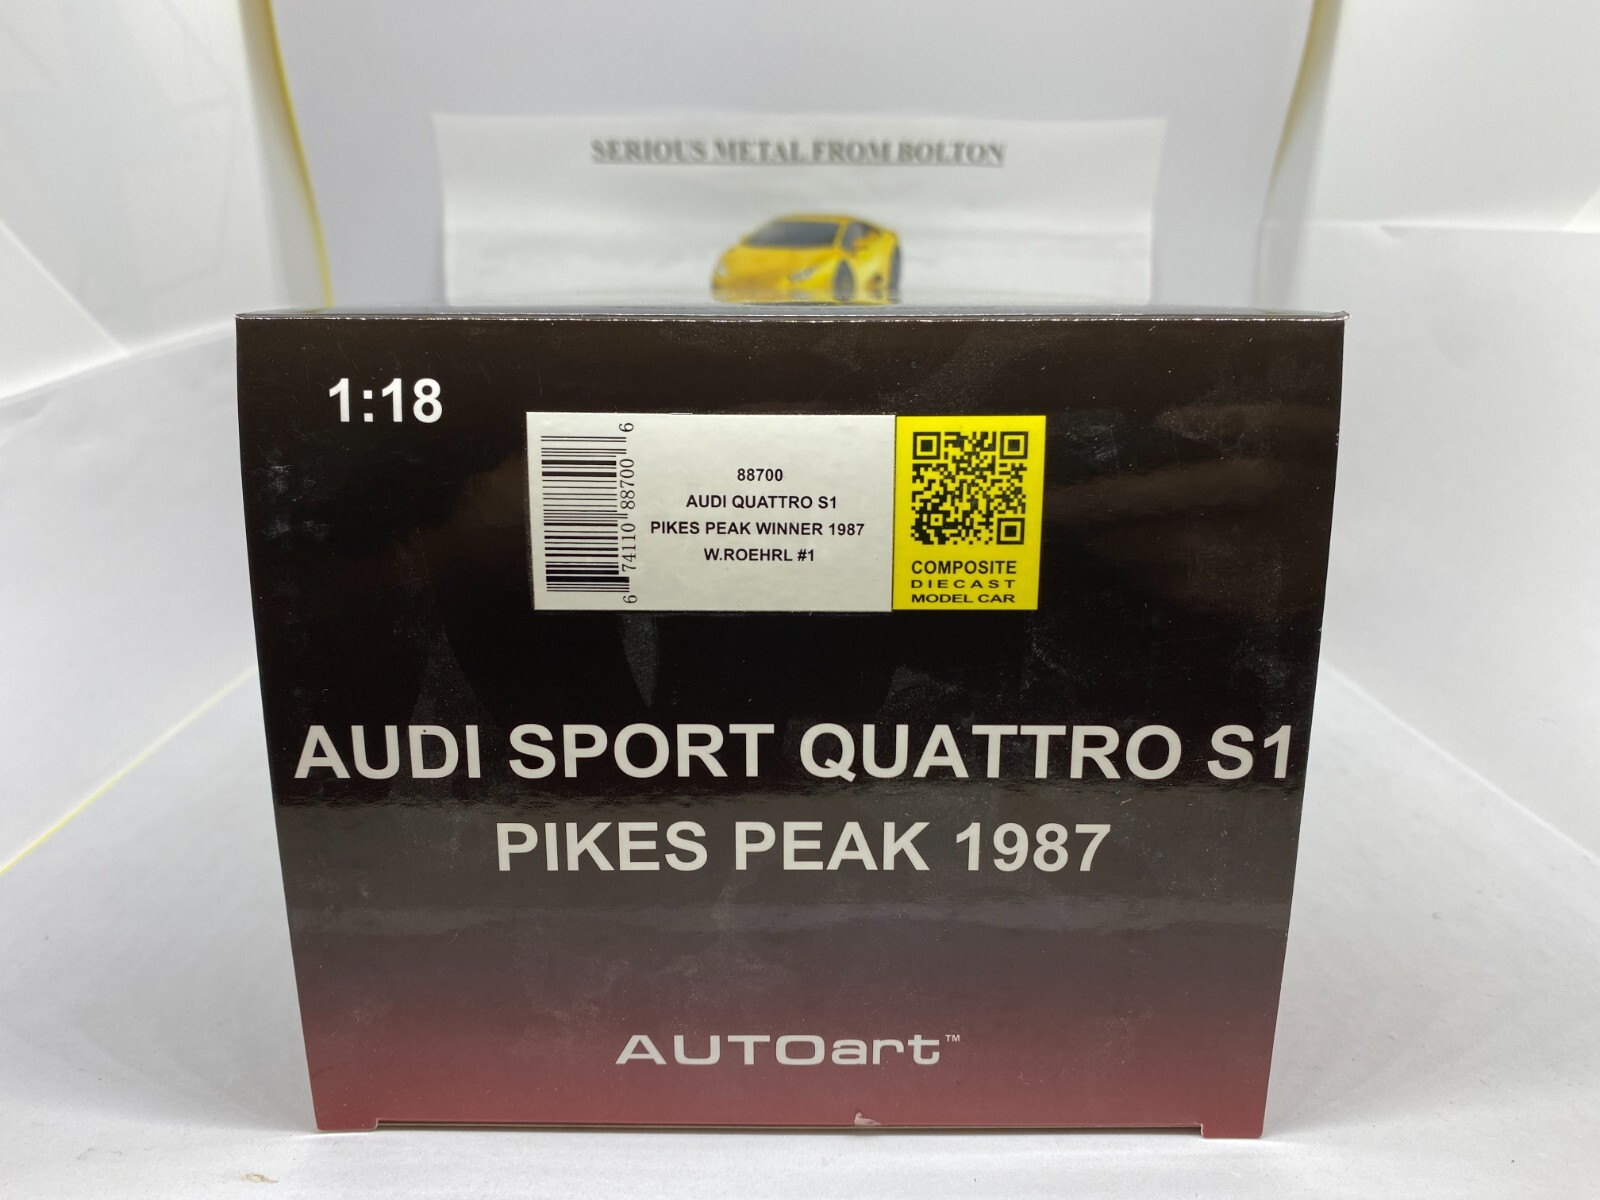 SERIOUS METAL FROM BOLTON
1:18
6 74110 88700 6
88700
AUDI QUATTRO S1
PIKES PEAK WINNER 1987
W.ROEHRL #1
COMPOSITE
DIECAST
MODEL CAR
AUDI SPORT QUATTRO S1
PIKES PEAK 1987
AUTOart™